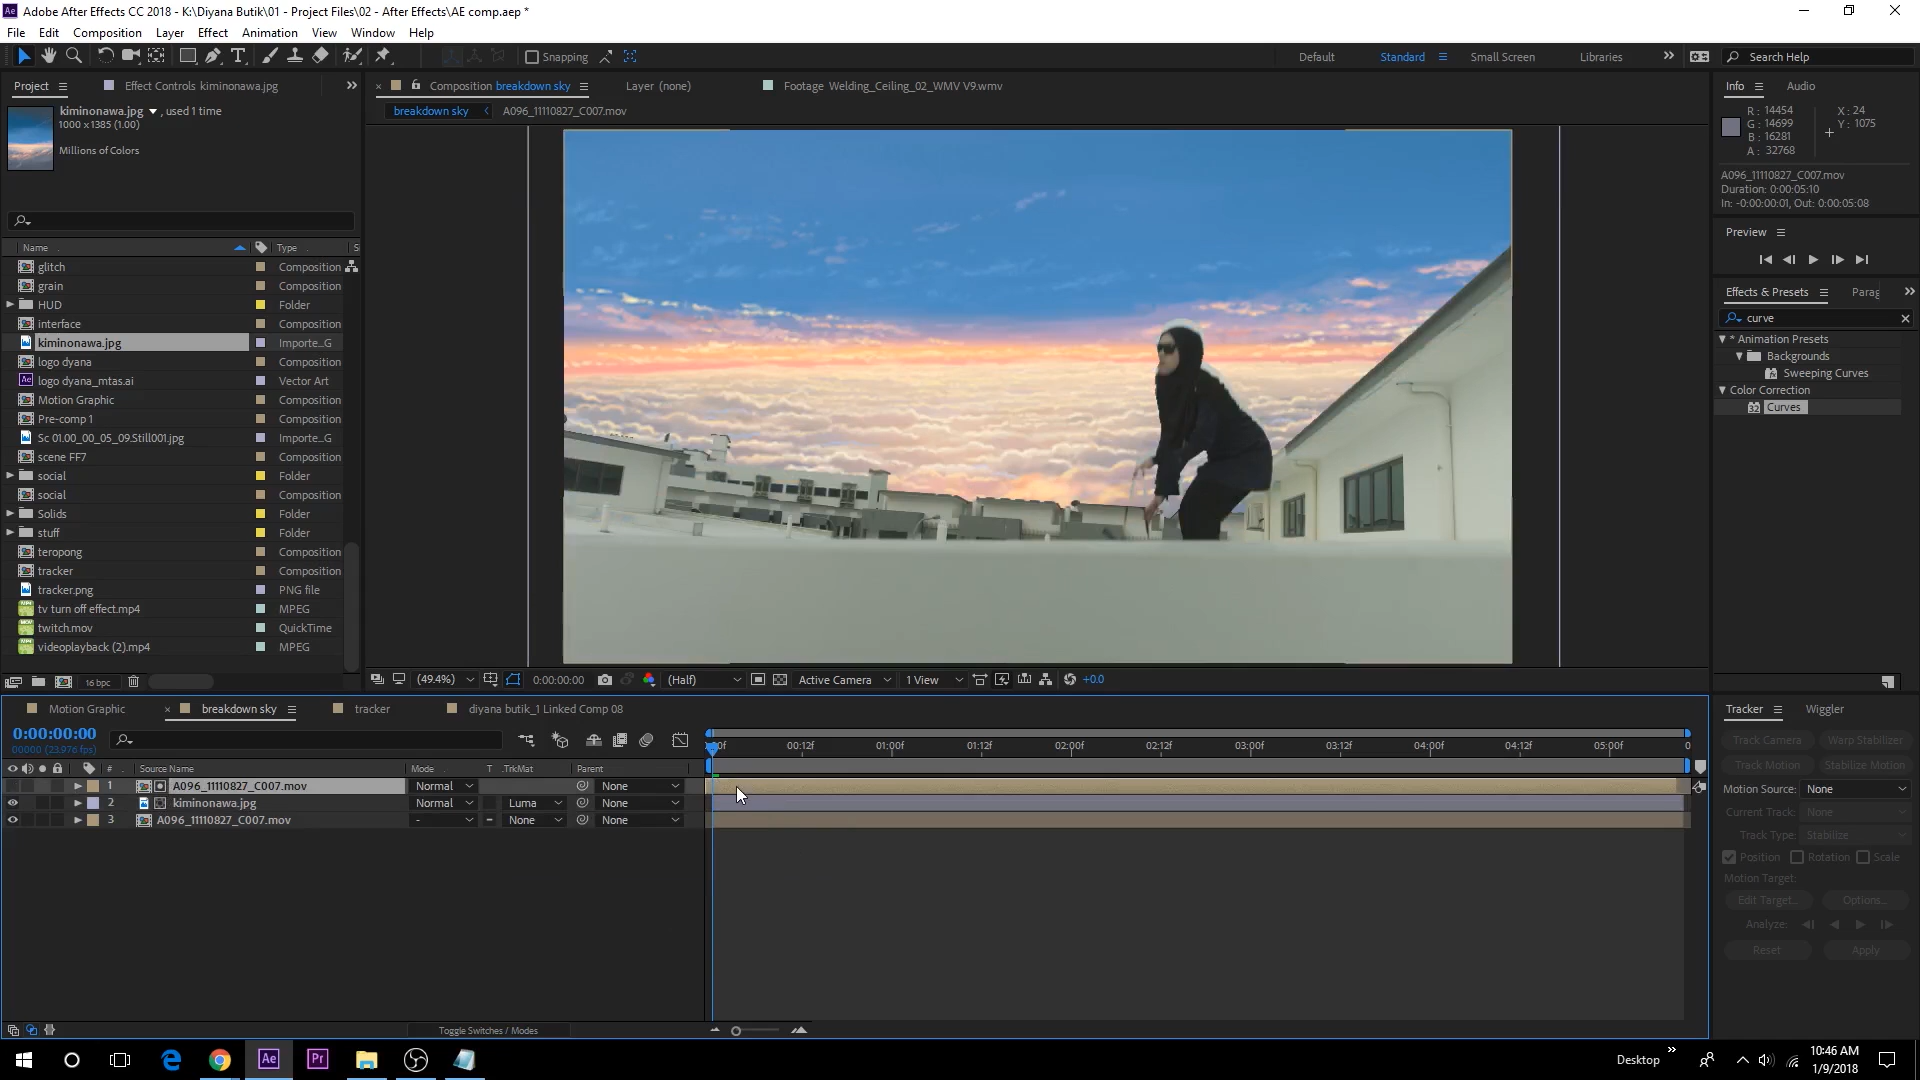 Adobe After Effects CC 2018 - K:\Diyana Butik\01 - Project Files\02 - After Effects\AE comp.aep *
File Edit Composition Layer Effect Animation View Window Help
Snapping Default Standard Small Screen Libraries Search Help
Project Effect Controls kiminonawa.jpg Composition breakdown sky Layer (none) Footage Welding_Ceiling_02_WMV V9.wmv Info Audio
kiminonawa.jpg , used 1 time
1000 x 1385 (1.00)
Millions of Colors
breakdown sky A096_11110827_C007.mov
R : 14454
G : 14699
B : 16281
A : 32768
X : 24
Y : 1075
A096_11110827_C007.mov
Duration: 0:00:05:10
In: -0:00:00:01, Out: 0:00:05:08
Preview
Effects & Presets Parag
curve
* Animation Presets
Backgrounds
Sweeping Curves
Color Correction
32 Curves
Name Type S
glitch Composition
grain Composition
HUD Folder
interface Composition
kiminonawa.jpg Importe...G
logo dyana Composition
logo dyana_mtas.ai Vector Art
Motion Graphic Composition
Pre-comp 1 Composition
Sc 01.00_00_05_09.Still001.jpg Importe...G
scene FF7 Composition
social Folder
social Composition
Solids Folder
stuff Folder
teropong Composition
tracker Composition
tracker.png PNG file
tv turn off effect.mp4 MPEG
twitch.mov QuickTime
videoplayback (2).mp4 MPEG
16 bpc
(49.4%) 0:00:00:00 (Half) Active Camera 1 View +0.0
Motion Graphic breakdown sky tracker diyana butik_1 Linked Comp 08
0:00:00:00
00000 (23.976 fps)
00:12f 01:00f 01:12f 02:00f 02:12f 03:00f 03:12f 04:00f 04:12f 05:00f 0
# Source Name Mode T .TrkMat Parent
1 A096_11110827_C007.mov Normal None
2 kiminonawa.jpg Normal Luma None
3 A096_11110827_C007.mov - None None
Toggle Switches / Modes
Tracker Wiggler
Track Camera Warp Stabilizer
Track Motion Stabilize Motion
Motion Source: None
Current Track: None
Track Type: Stabilize
Position Rotation Scale
Motion Target:
Edit Target... Options...
Analyze:
Reset Apply
Ae Pr Desktop
10:46 AM
1/9/2018